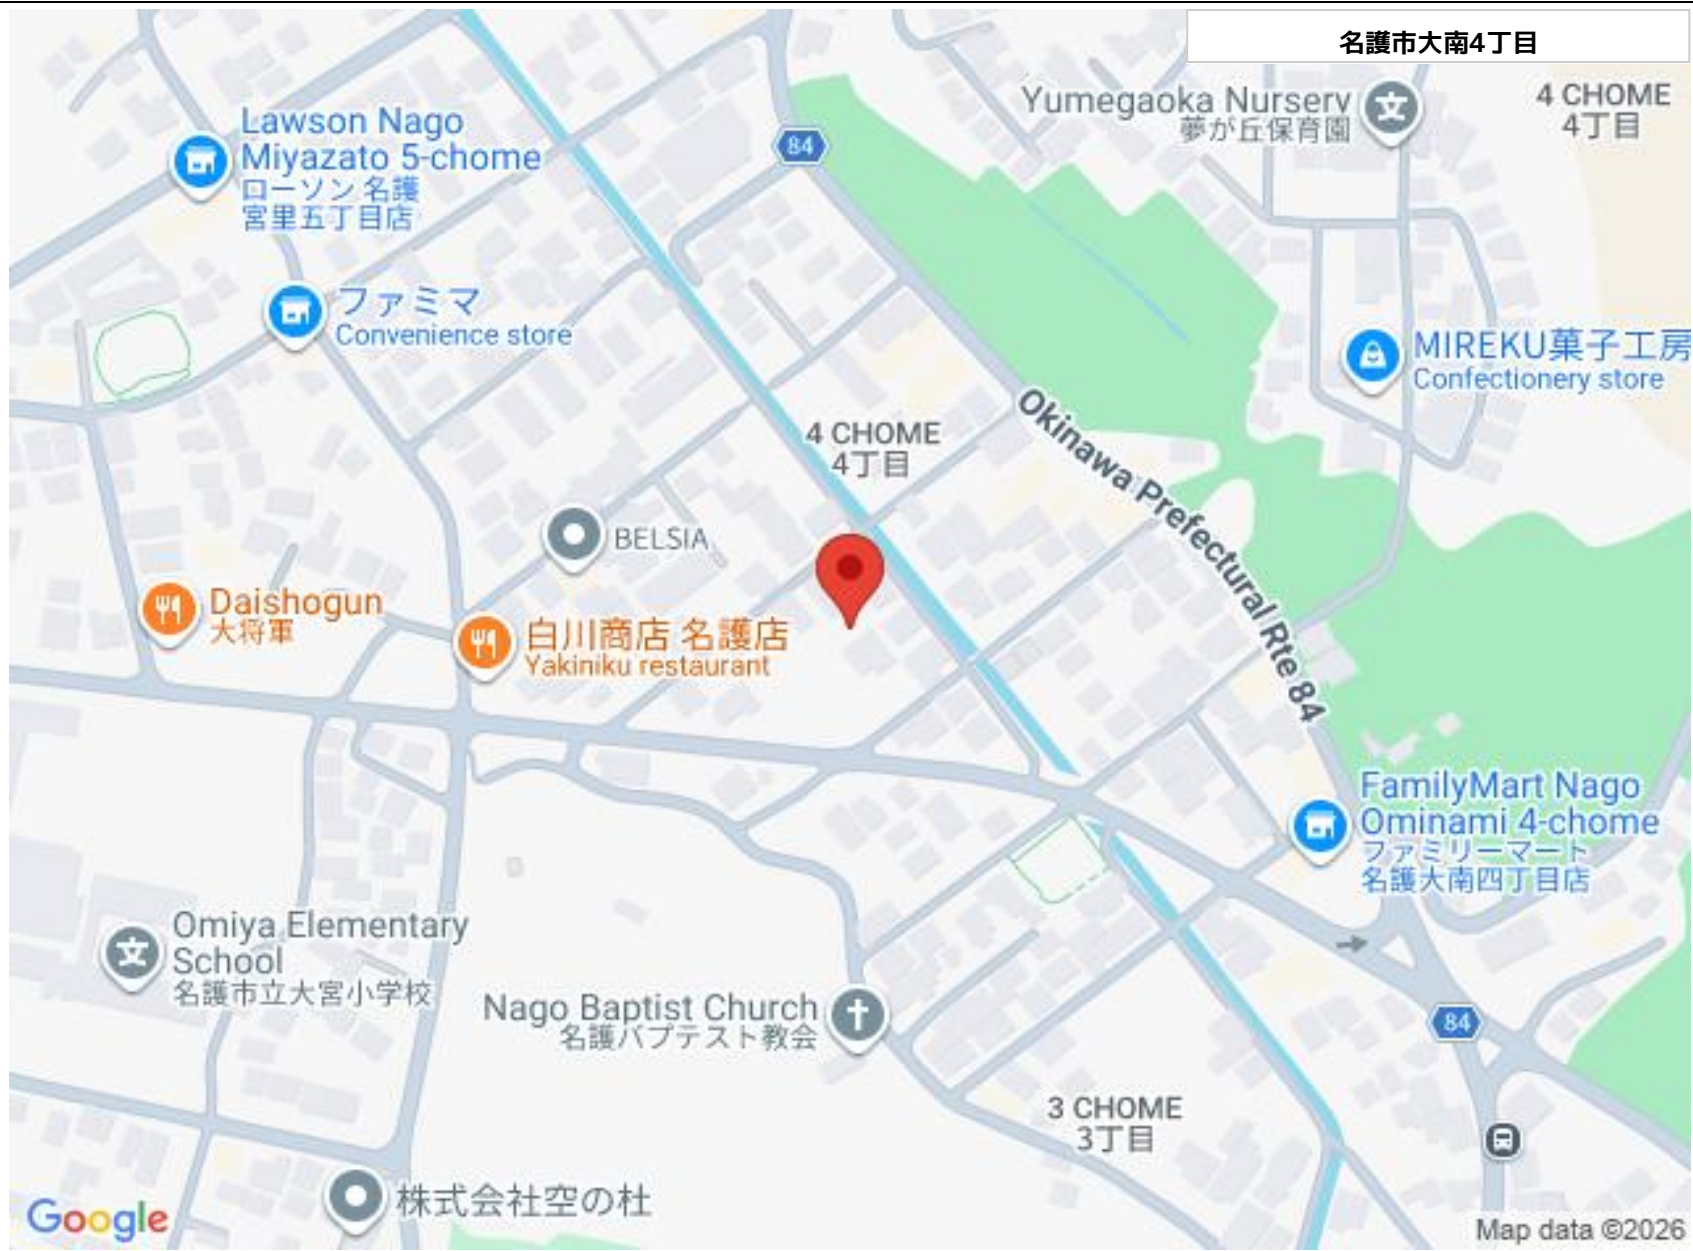 名護市大南4丁目
Yumegaoka Nursery
夢が丘保育園
4 CHOME
4丁目
Lawson Nago
Miyazato 5-chome
ローソン 名護
宮里五丁目店
84
ファミマ
Convenience store
MIREKU菓子工房
Confectionery store
4 CHOME
4丁目
Okinawa Prefectural Rte 84
BELSIA
Daishogun
大将軍
白川商店 名護店
Yakiniku restaurant
FamilyMart Nago
Ominami 4-chome
ファミリーマート
名護大南四丁目店
Omiya Elementary
School
名護市立大宮小学校
Nago Baptist Church
名護バプテスト教会
84
3 CHOME
3丁目
株式会社空の杜
Google
Map data ©2026